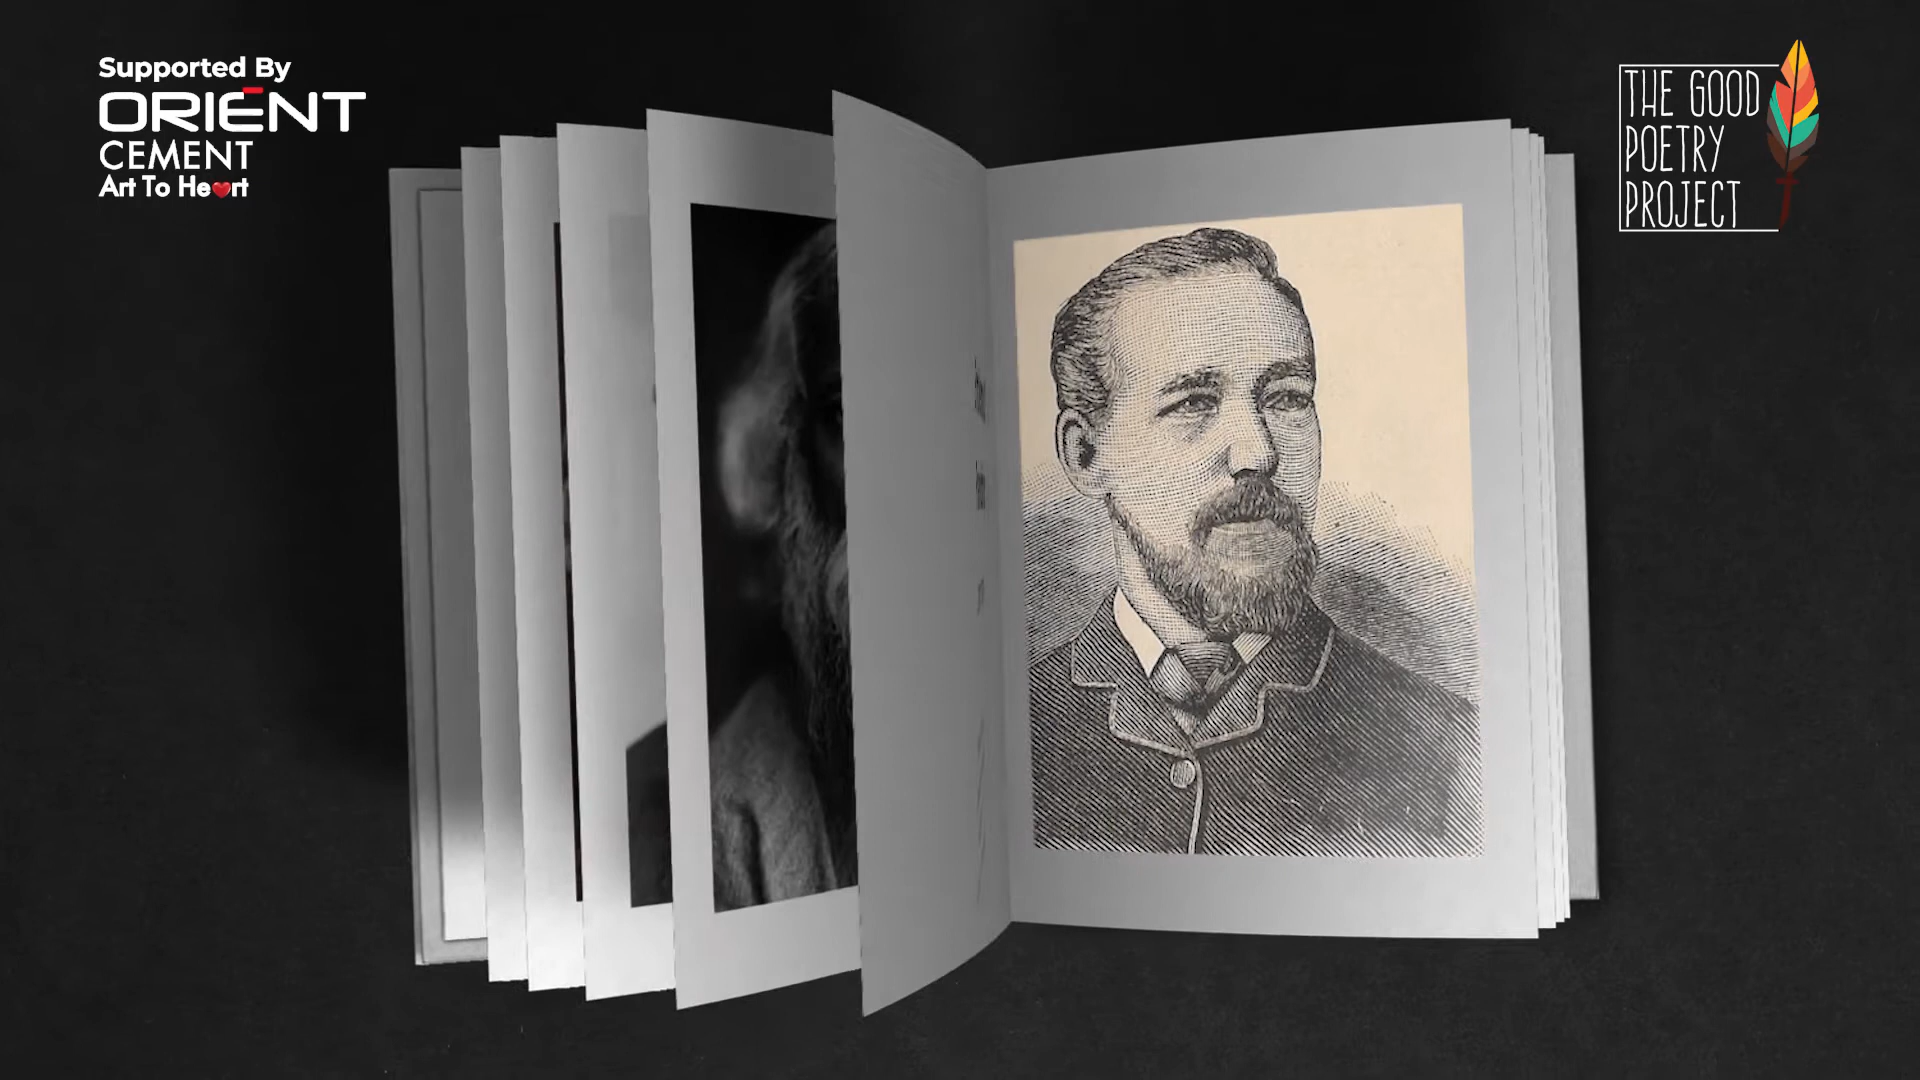 Supported By
ORIENT
CEMENT
Art To Heart
THE GOOD
POETRY
PROJECT